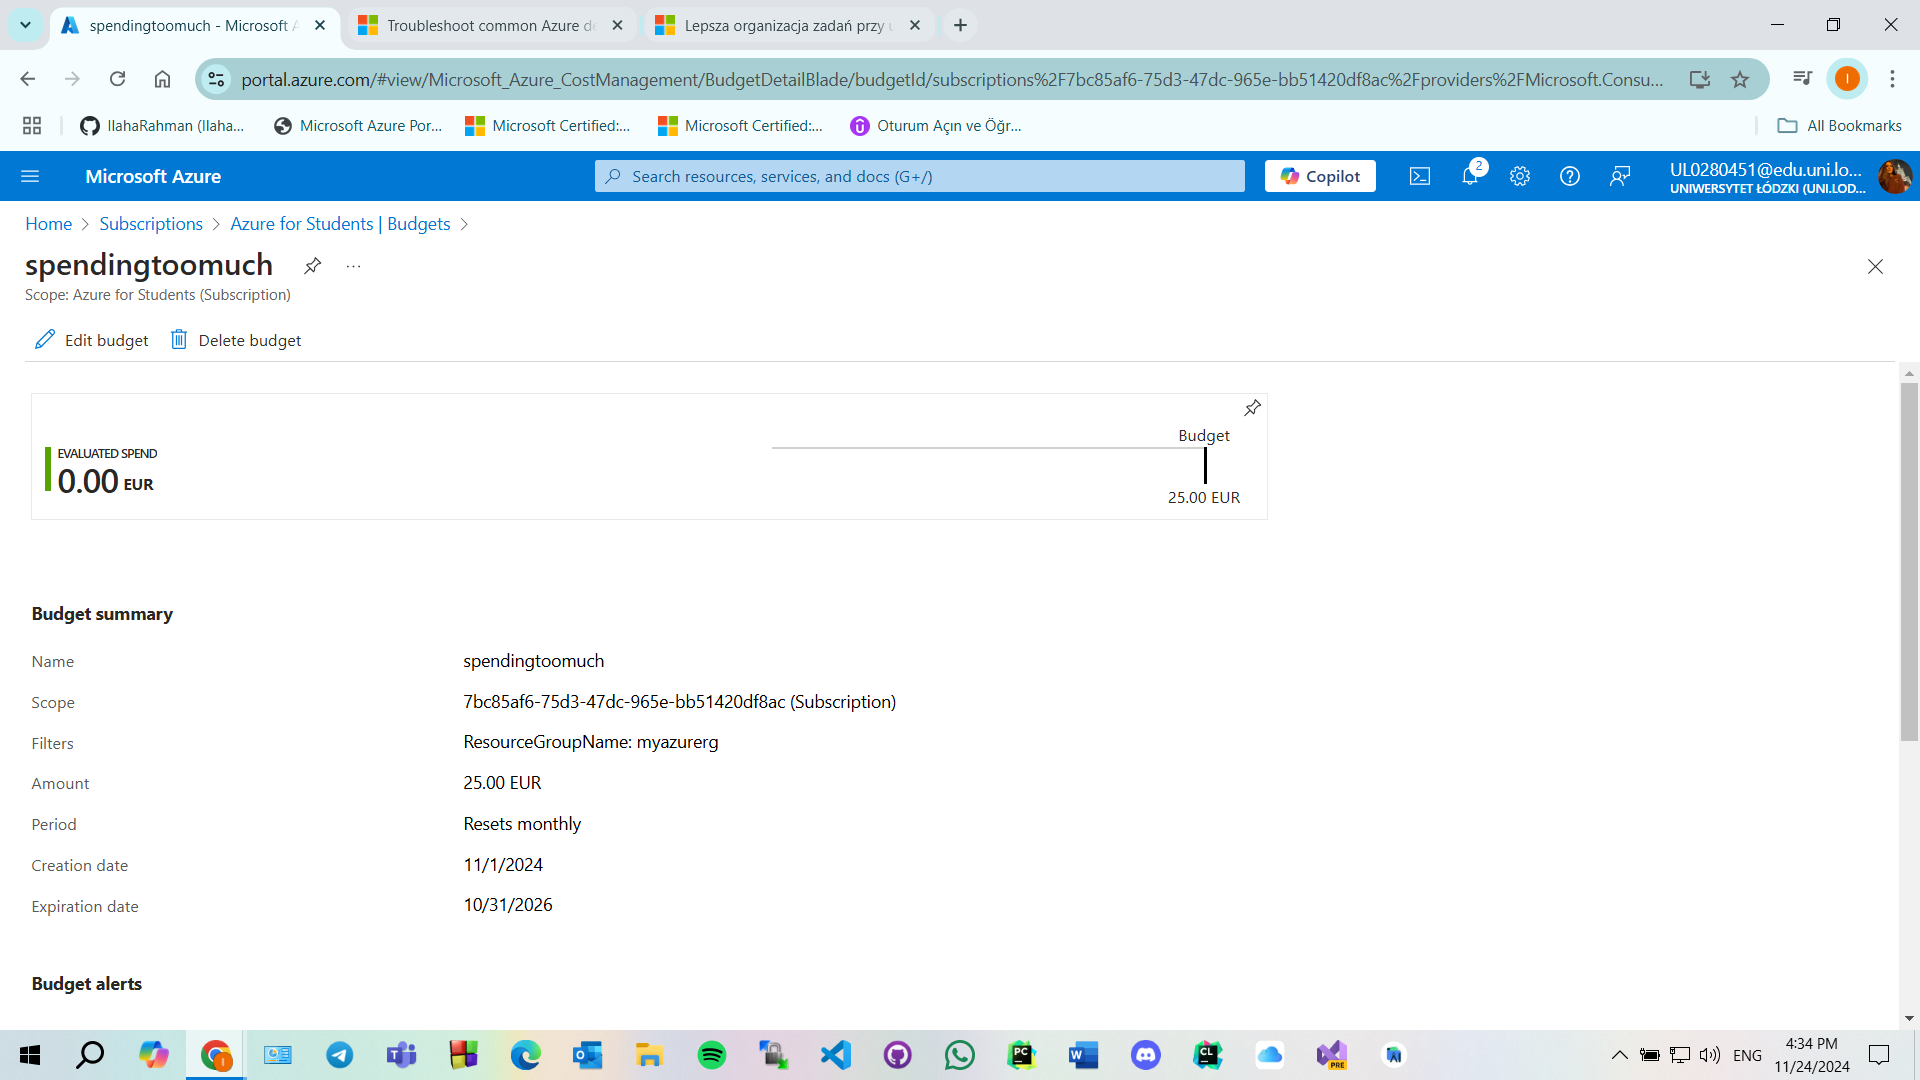 spendingtoomuch - Microsoft A
Troubleshoot common Azure de
Lepsza organizacja zadań przy u
portal.azure.com/#view/Microsoft_Azure_CostManagement/BudgetDetailBlade/budgetId/subscriptions%2F7bc85af6-75d3-47dc-965e-bb51420df8ac%2Fproviders%2FMicrosoft.Consu...
I
IlahaRahman (Ilaha...
Microsoft Azure Por...
Microsoft Certified:...
Microsoft Certified:...
Oturum Açın ve Öğr...
All Bookmarks
Microsoft Azure
Search resources, services, and docs (G+/)
Copilot
2
UL0280451@edu.uni.lo...
UNIWERSYTET ŁÓDZKI (UNI.LOD...
Home > Subscriptions > Azure for Students | Budgets >
spendingtoomuch
...
Scope: Azure for Students (Subscription)
Edit budget
Delete budget
Budget
EVALUATED SPEND
0.00 EUR
25.00 EUR
Budget summary
Name spendingtoomuch
Scope 7bc85af6-75d3-47dc-965e-bb51420df8ac (Subscription)
Filters ResourceGroupName: myazurerg
Amount 25.00 EUR
Period Resets monthly
Creation date 11/1/2024
Expiration date 10/31/2026
Budget alerts
ENG
4:34 PM
11/24/2024